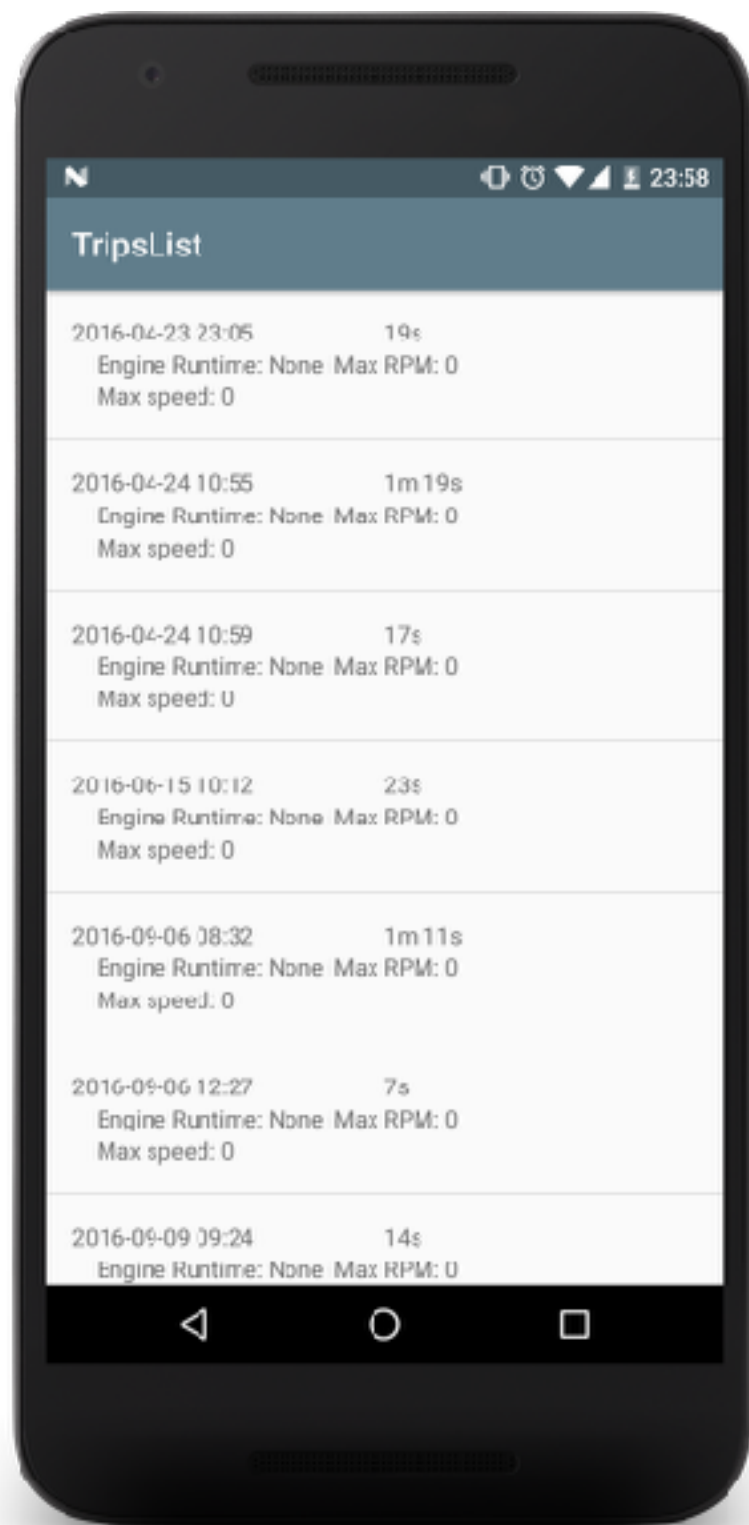 23:58
TripsList
2016-04-23 23:05 19s
Engine Runtime: None Max RPM: 0
Max speed: 0
2016-04-24 10:55 1m 19s
Engine Runtime: None Max RPM: 0
Max speed: 0
2016-04-24 10:59 17s
Engine Runtime: None Max RPM: 0
Max speed: 0
2016-06-15 10:12 23s
Engine Runtime: None Max RPM: 0
Max speed: 0
2016-09-06 08:32 1m 11s
Engine Runtime: None Max RPM: 0
Max speed: 0
2016-09-06 12:27 7s
Engine Runtime: None Max RPM: 0
Max speed: 0
2016-09-09 09:24 14s
Engine Runtime: None Max RPM: 0